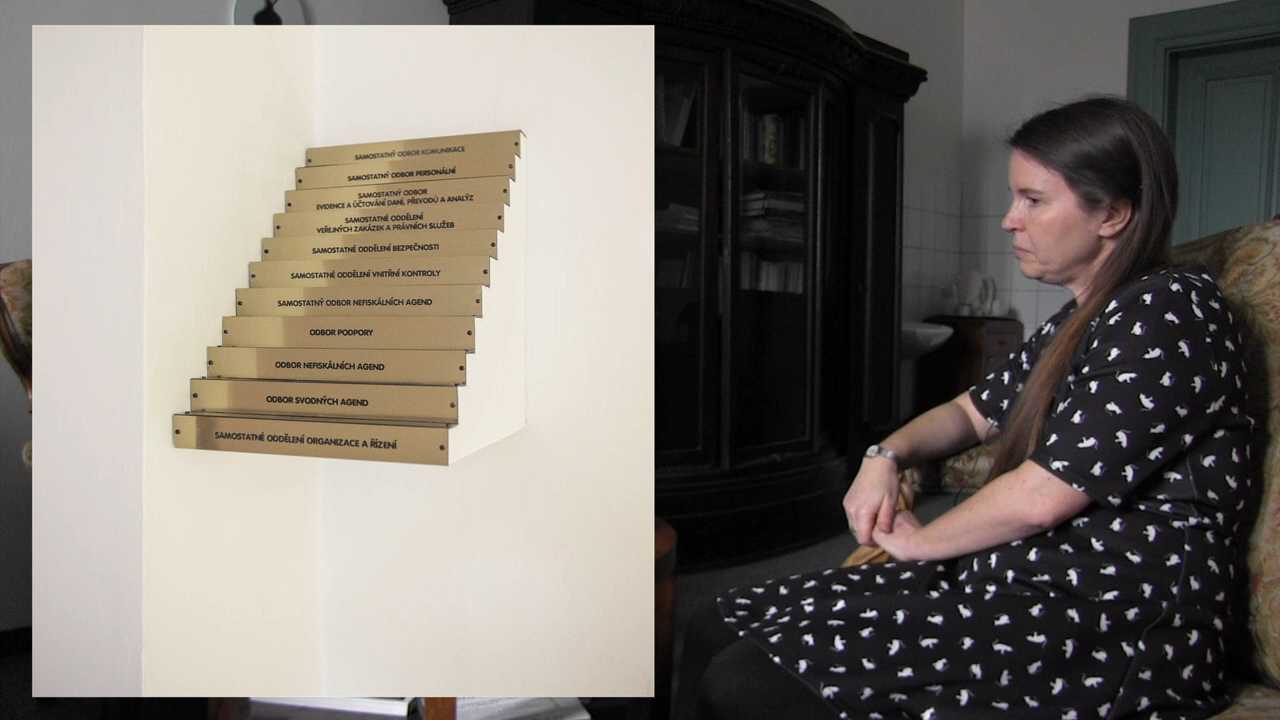 SAMOSTATNÝ ODBOR KOMUNIKACE
SAMOSTATNÝ ODBOR PERSONÁLNÍ
SAMOSTATNÝ ODBOR
EVIDENCE A ÚČTOVÁNÍ DANÍ, PŘEVODŮ A ANALÝZ
SAMOSTATNÉ ODDĚLENÍ
VEŘEJNÝCH ZAKÁZEK A PRÁVNÍCH SLUŽEB
SAMOSTATNÉ ODDĚLENÍ BEZPEČNOSTI
SAMOSTATNÉ ODDĚLENÍ VNITŘNÍ KONTROLY
SAMOSTATNÝ ODBOR NEFISKÁLNÍCH AGEND
ODBOR PODPORY
ODBOR NEFISKÁLNÍCH AGEND
ODBOR SVODNÝCH AGEND
SAMOSTATNÉ ODDĚLENÍ ORGANIZACE A ŘÍZENÍ